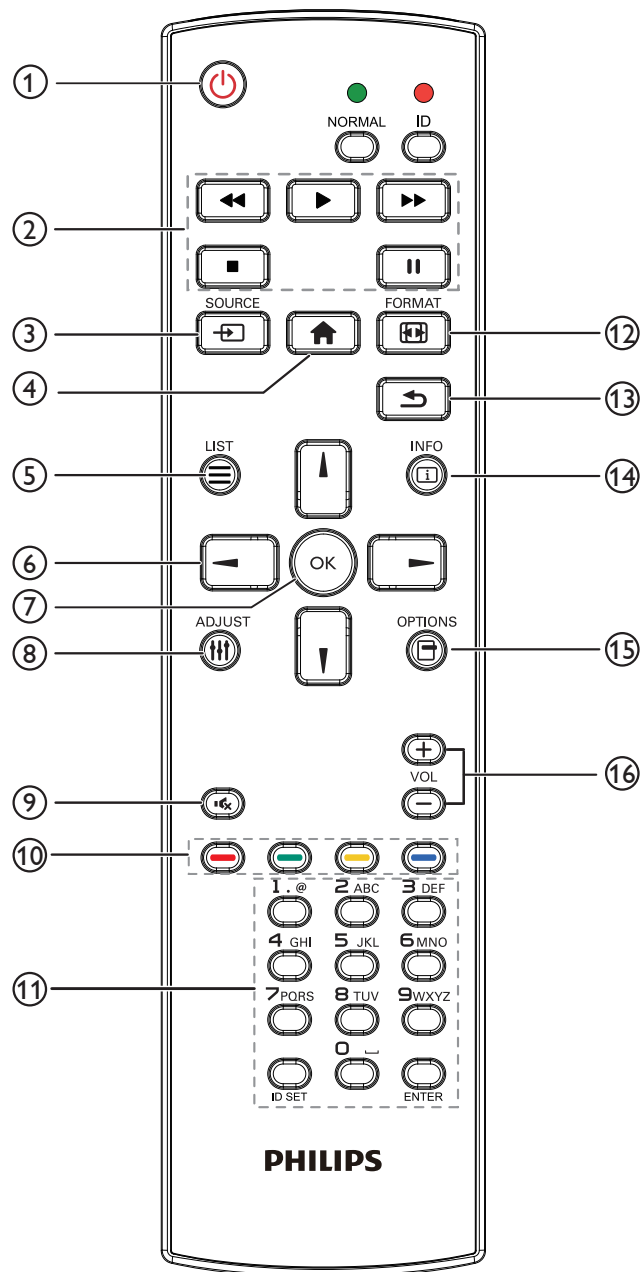 ①
NORMAL ID
②
SOURCE FORMAT
③ ⑫
④
⑬
LIST INFO
⑤ i ⑭
⑥ OK
⑦
ADJUST OPTIONS
⑧ ⑮
+
VOL ⑯
⑨ −
⑩
1 . @ 2 ABC 3 DEF
4 GHI 5 JKL 6 MNO
⑪ 7 PQRS 8 TUV 9 WXYZ
0 ⎵
ID SET ENTER
PHILIPS